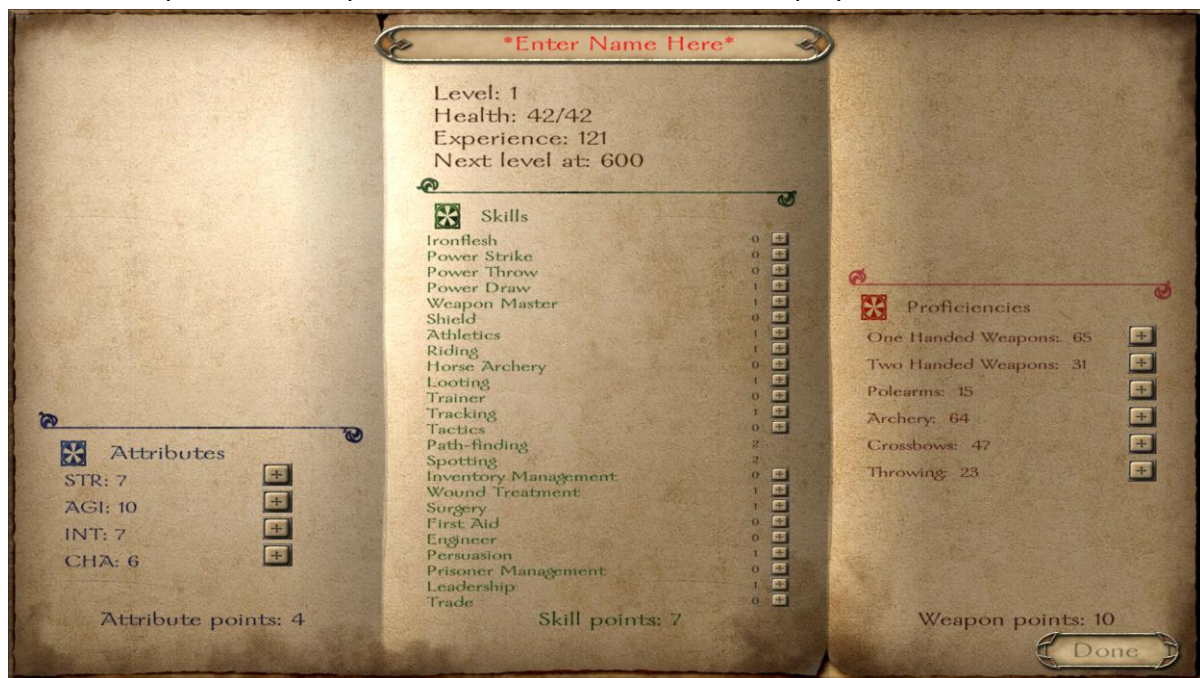 *Enter Name Here*
Level: 1
Health: 42/42
Experience: 121
Next level at: 600
Skills
Ironflesh 0 +
Power Strike 0 +
Power Throw 0 +
Power Draw 1 +
Weapon Master 1 +
Shield 0 +
Athletics 1 +
Riding 1 +
Horse Archery 0 +
Looting 1 +
Trainer 0 +
Tracking 1 +
Tactics 0 +
Path-finding 2
Spotting 2
Inventory Management 0 +
Wound Treatment 1 +
Surgery 1 +
First Aid 0 +
Engineer 0 +
Persuasion 1 +
Prisoner Management 0 +
Leadership 1 +
Trade 0 +
Skill points: 7
Attributes
STR: 7 +
AGI: 10 +
INT: 7 +
CHA: 6 +
Attribute points: 4
Proficiencies
One Handed Weapons: 65 +
Two Handed Weapons: 31 +
Polearms: 15 +
Archery: 64 +
Crossbows: 47 +
Throwing: 23 +
Weapon points: 10
Done